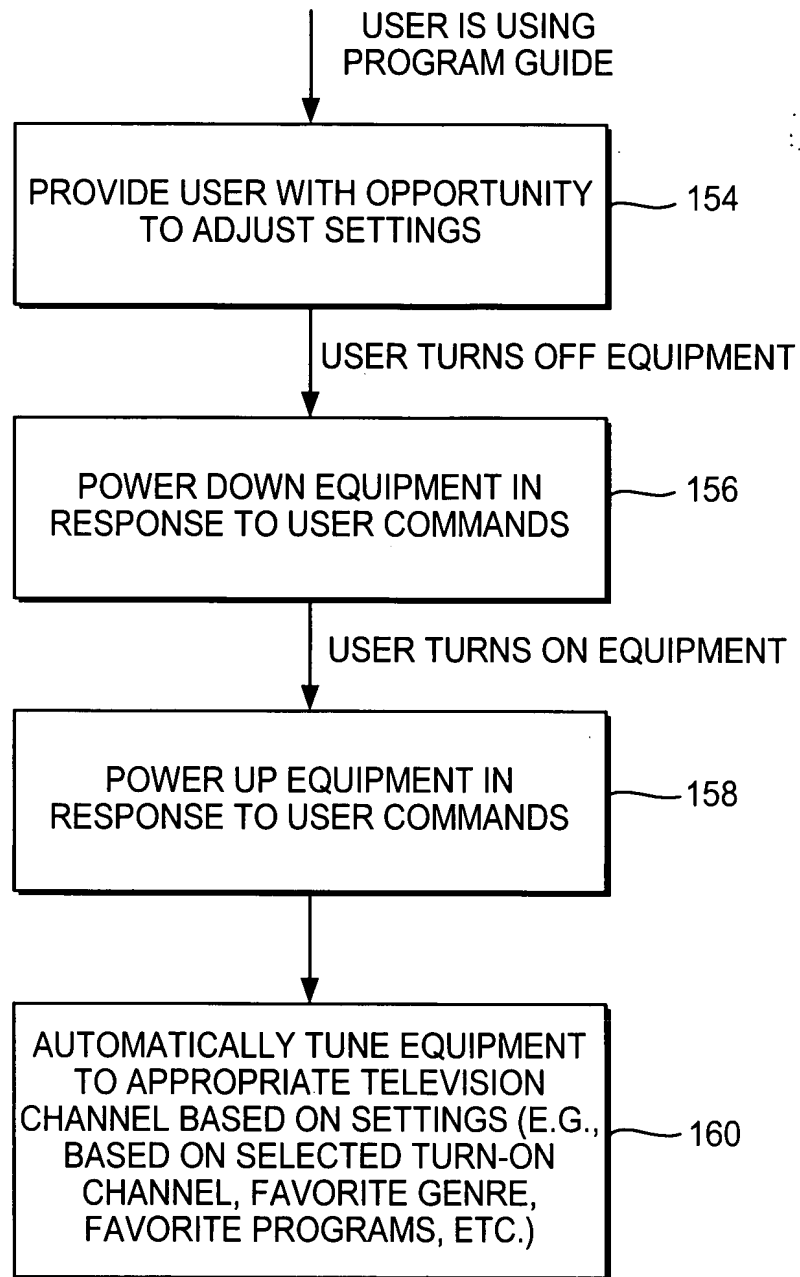 USER IS USING
PROGRAM GUIDE
PROVIDE USER WITH OPPORTUNITY
TO ADJUST SETTINGS
154
USER TURNS OFF EQUIPMENT
POWER DOWN EQUIPMENT IN
RESPONSE TO USER COMMANDS
156
USER TURNS ON EQUIPMENT
POWER UP EQUIPMENT IN
RESPONSE TO USER COMMANDS
158
AUTOMATICALLY TUNE EQUIPMENT
TO APPROPRIATE TELEVISION
CHANNEL BASED ON SETTINGS (E.G.,
BASED ON SELECTED TURN-ON
CHANNEL, FAVORITE GENRE,
FAVORITE PROGRAMS, ETC.)
160